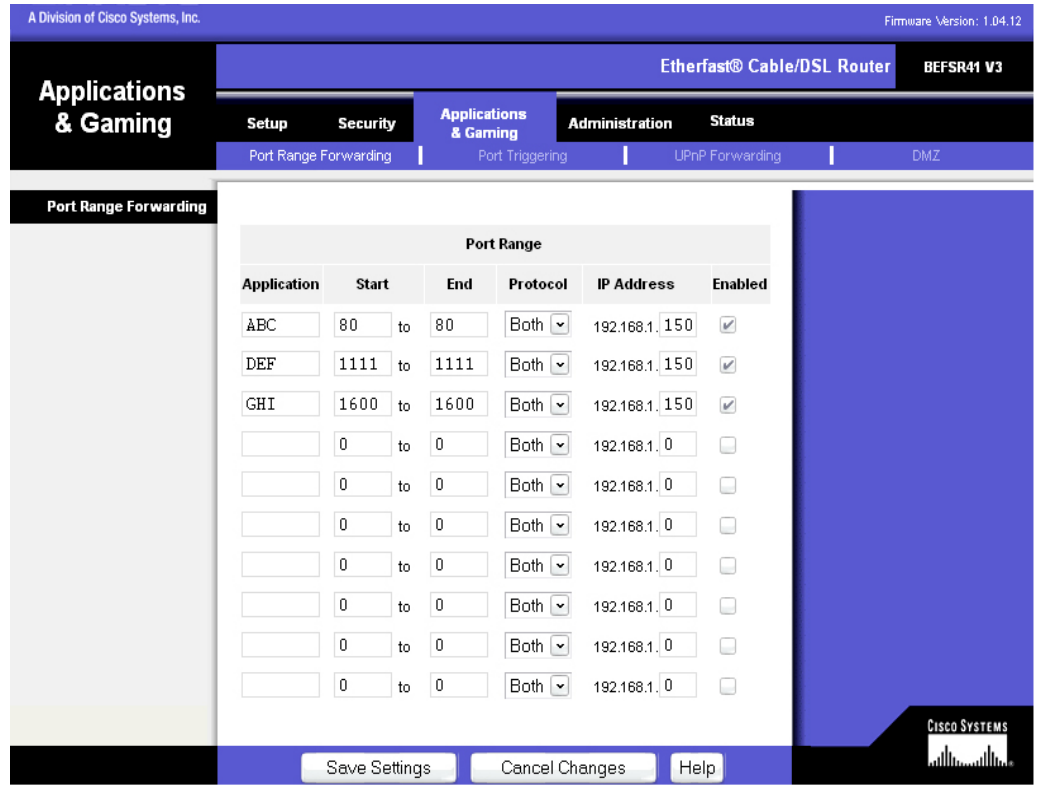 A Division of Cisco Systems, Inc.
Firmware Version: 1.04.12
Etherfast® Cable/DSL Router
BEFSR41 V3
Applications
& Gaming
Setup
Security
Applications
& Gaming
Administration
Status
Port Range Forwarding
Port Triggering
UPnP Forwarding
DMZ
Port Range Forwarding
Port Range
Application Start End Protocol IP Address Enabled
ABC 80 to 80 Both 192.168.1. 150
DEF 1111 to 1111 Both 192.168.1. 150
GHI 1600 to 1600 Both 192.168.1. 150
0 to 0 Both 192.168.1. 0
0 to 0 Both 192.168.1. 0
0 to 0 Both 192.168.1. 0
0 to 0 Both 192.168.1. 0
0 to 0 Both 192.168.1. 0
0 to 0 Both 192.168.1. 0
0 to 0 Both 192.168.1. 0
Save Settings
Cancel Changes
Help
CISCO SYSTEMS